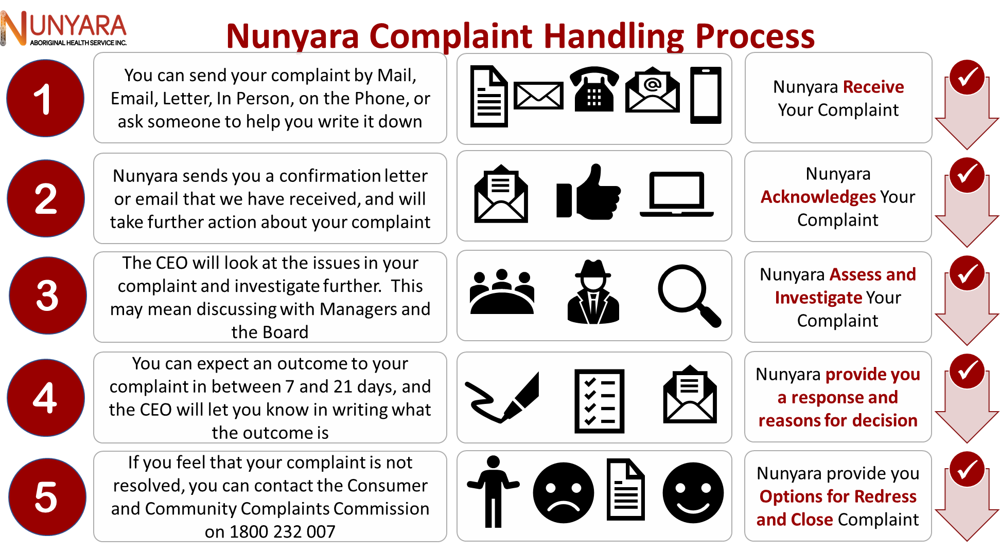 NUNYARA
ABORIGINAL HEALTH SERVICE INC.
Nunyara Complaint Handling Process
1
You can send your complaint by Mail,
Email, Letter, In Person, on the Phone, or
ask someone to help you write it down
@
Nunyara Receive
Your Complaint
2
Nunyara sends you a confirmation letter
or email that we have received, and will
take further action about your complaint
Nunyara
Acknowledges Your
Complaint
3
The CEO will look at the issues in your
complaint and investigate further.  This
may mean discussing with Managers and
the Board
Nunyara Assess and
Investigate Your
Complaint
4
You can expect an outcome to your
complaint in between 7 and 21 days, and
the CEO will let you know in writing what
the outcome is
Nunyara provide you
a response and
reasons for decision
5
If you feel that your complaint is not
resolved, you can contact the Consumer
and Community Complaints Commission
on 1800 232 007
Nunyara provide you
Options for Redress
and Close Complaint